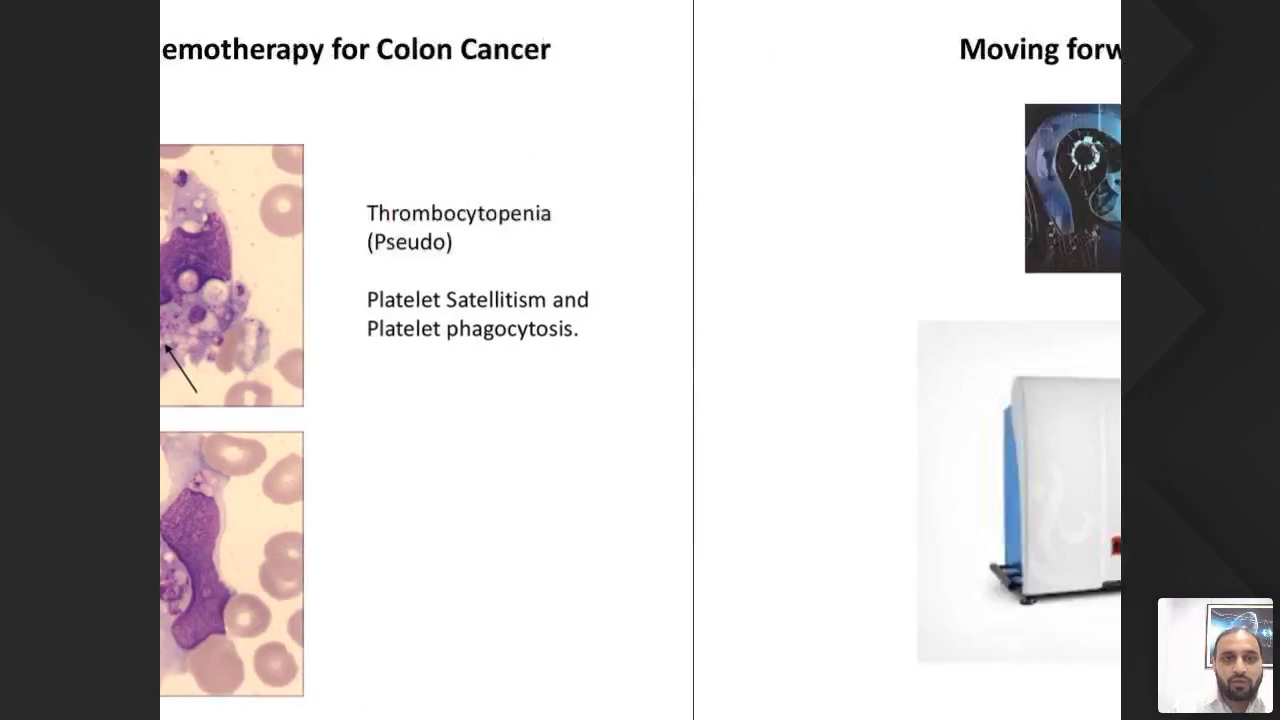 emotherapy for Colon Cancer
Thrombocytopenia
(Pseudo)
Platelet Satellitism and
Platelet phagocytosis.
Moving forw